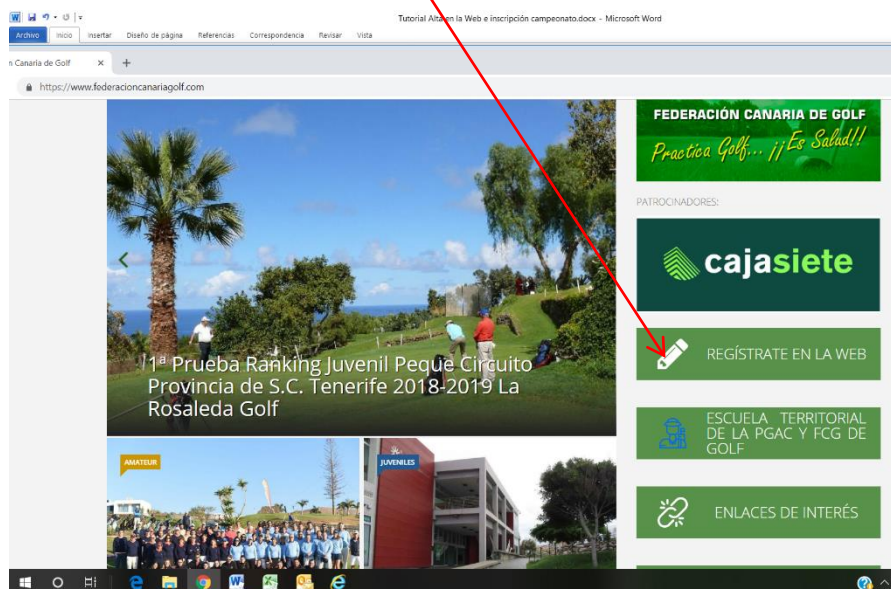 Tutorial Alta en la Web e inscripción campeonato.docx - Microsoft Word
Archivo Inicio Insertar Diseño de página Referencias Correspondencia Revisar Vista
n Canaria de Golf × +
https://www.federacioncanariagolf.com
FEDERACIÓN CANARIA DE GOLF
Practica Golf... ¡¡Es Salud!!
PATROCINADORES:
cajasiete
REGÍSTRATE EN LA WEB
1ª Prueba Ranking Juvenil Peque Circuito
Provincia de S.C. Tenerife 2018-2019 La
Rosaleda Golf
ESCUELA TERRITORIAL
DE LA PGAC Y FCG DE
GOLF
AMATEUR
JUVENILES
ENLACES DE INTERÉS